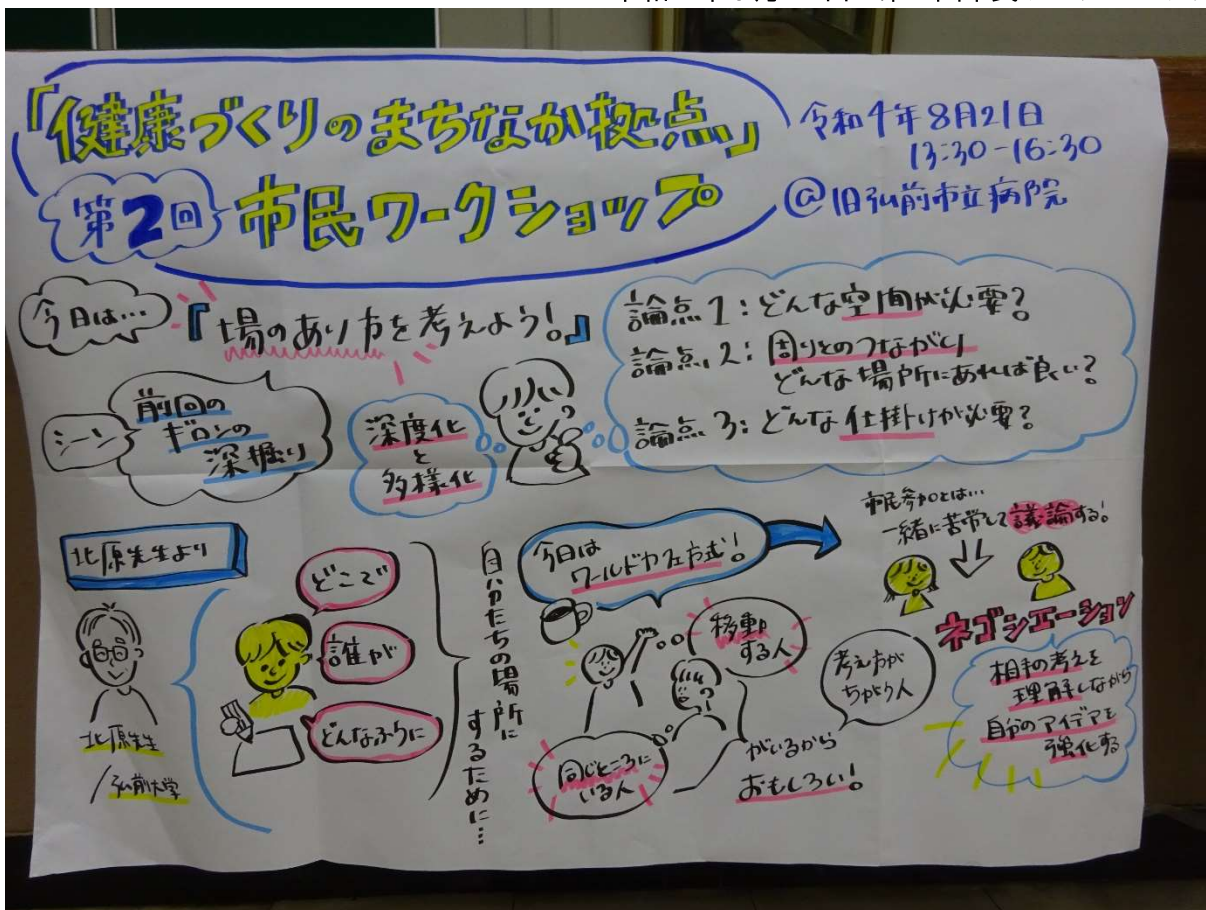 「健康づくりのまちなか拠点」
第2回 市民ワークショップ
令和4年8月21日
13:30-16:30
@旧弘前市立病院
今日は…
『場のあり方を考えよう!』
論点1:どんな空間が必要?
論点2:周りとのつながり
どんな場所にあれば良い?
論点3:どんな仕掛けが必要?
シーン
前回の
ギロンの
深掘り
深度化
と
多様化
北原先生より
北原先生
/弘前大学
どこで
誰が
どんなふうに
自分たちの場所に
するために…
今日は
ワールドカフェ方式!
移動
する人
同じところに
いる人
考え方が
ちがう人
がいるから
おもしろい!
市民参加とは…
一緒に苦労して議論する!
ネゴシエーション
相手の考えを
理解しながら
自分のアイデアを
強化する